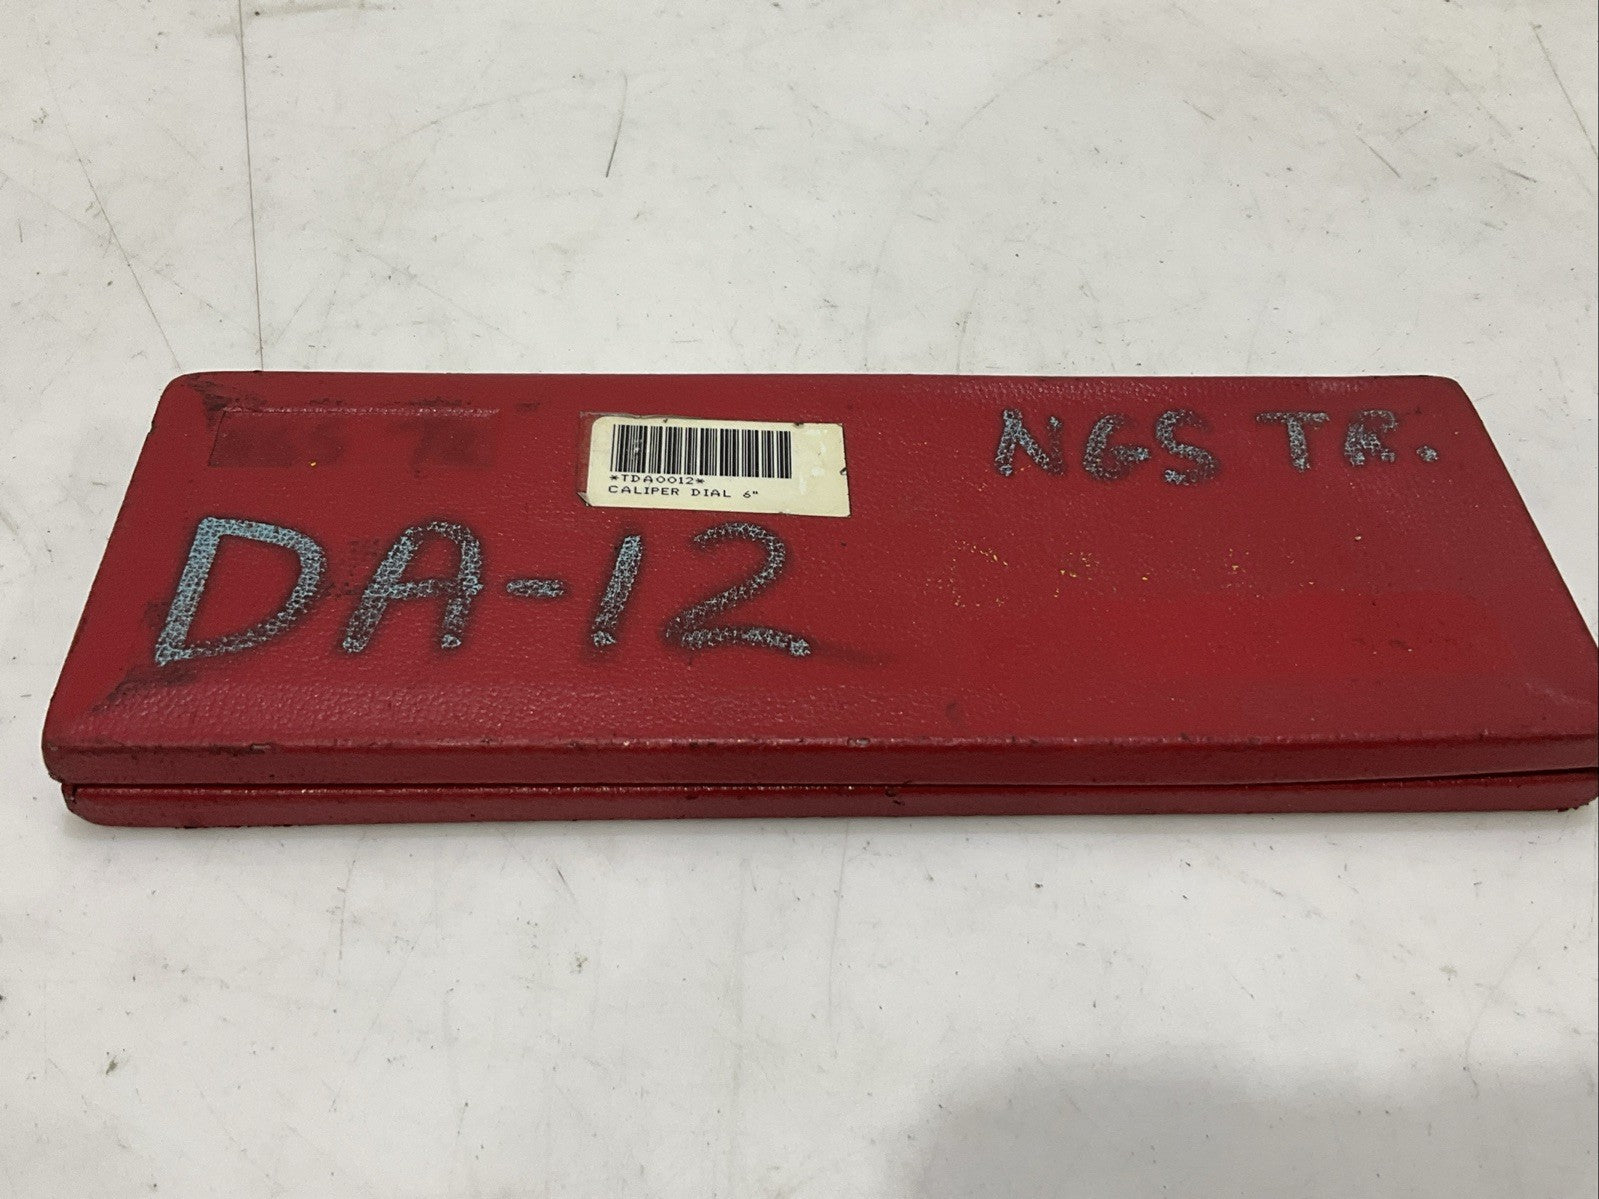 *TDA0012*
CALIPER DIAL 6"
NGS TR.
DA-12